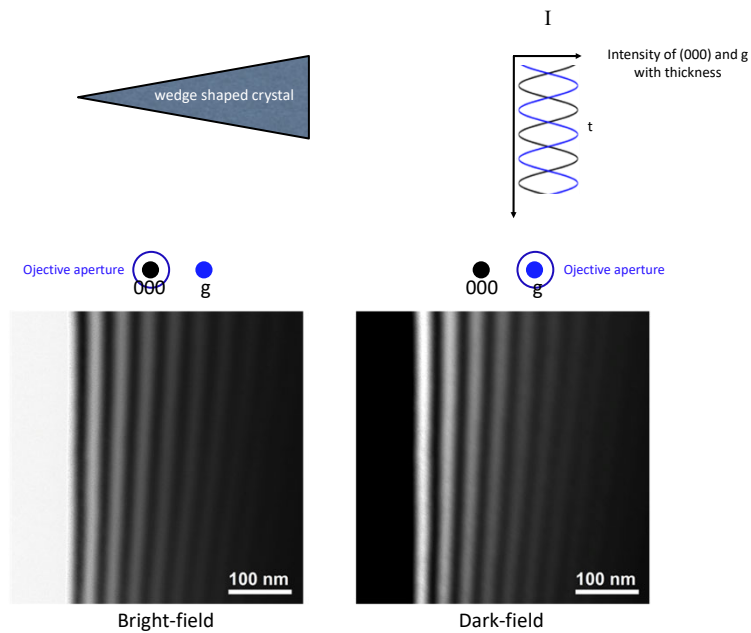 I
Intensity of (000) and g
with thickness
wedge shaped crystal
t
Ojective aperture
000
g
000
g
Ojective aperture
100 nm
100 nm
Bright-field
Dark-field